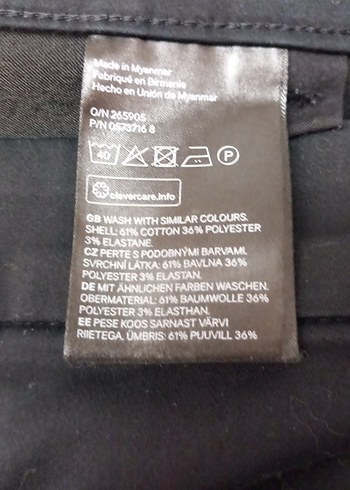 Made in Myanmar
Fabriqué en Birmanie
Hecho en Unión de Myanmar
O/N 265905
P/N 0573716 8
40
P
clevercare.info
GB WASH WITH SIMILAR COLOURS.
SHELL: 61% COTTON 36% POLYESTER
3% ELASTANE.
CZ PERTE S PODOBNÝMI BARVAMI.
SVRCHNÍ LÁTKA: 61% BAVLNA 36%
POLYESTER 3% ELASTAN.
DE MIT ÄHNLICHEN FARBEN WASCHEN.
OBERMATERIAL: 61% BAUMWOLLE 36%
POLYESTER 3% ELASTHAN.
EE PESE KOOS SARNAST VÄRVI
RIIETEGA. ÜMBRIS: 61% PUUVILL 36%